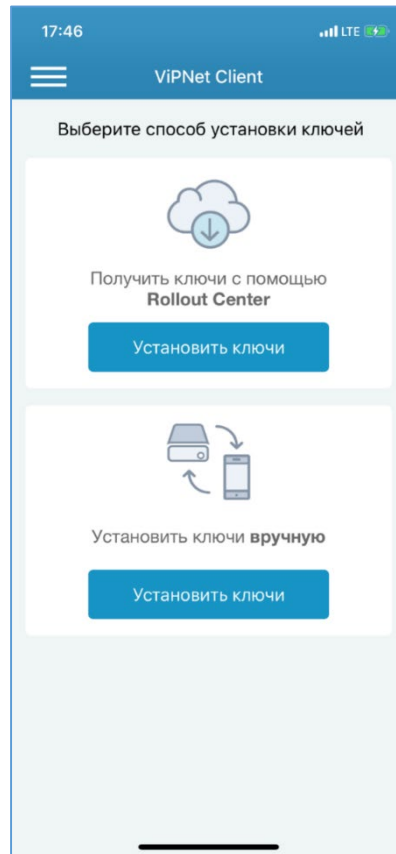 17:46
LTE
ViPNet Client
Выберите способ установки ключей
Получить ключи с помощью
Rollout Center
Установить ключи
Установить ключи вручную
Установить ключи